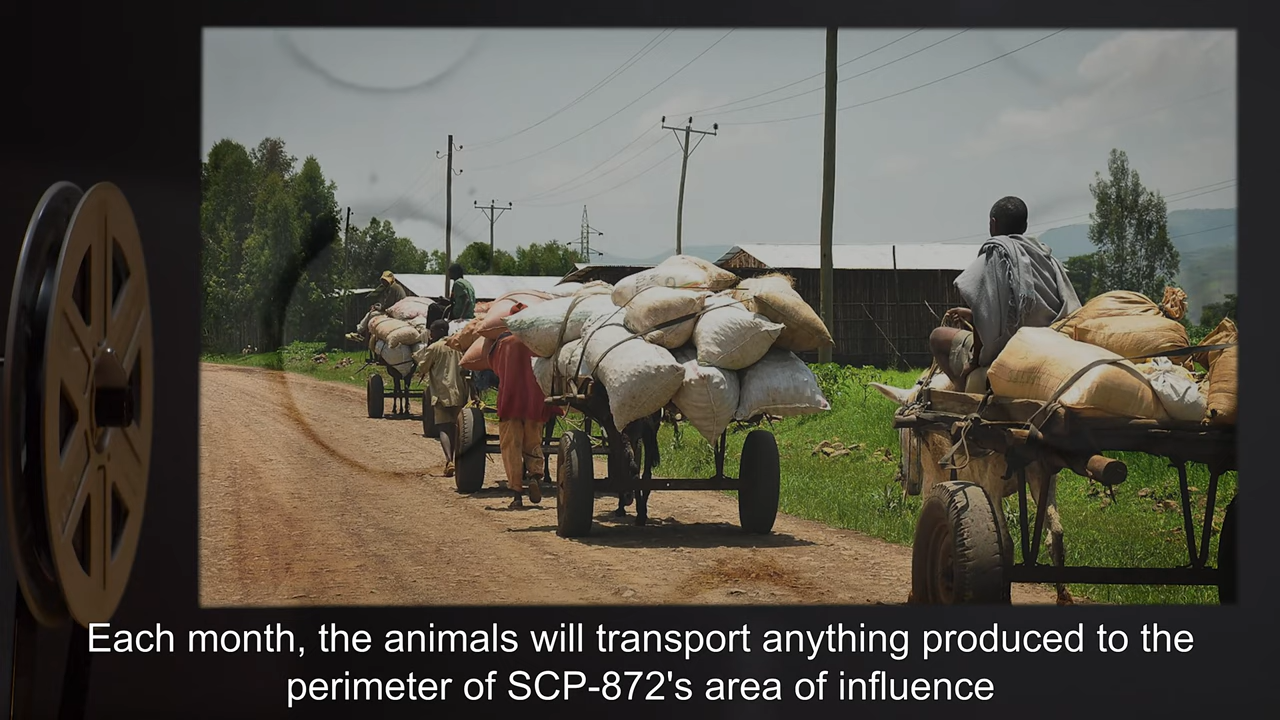 Each month, the animals will transport anything produced to the
perimeter of SCP-872's area of influence